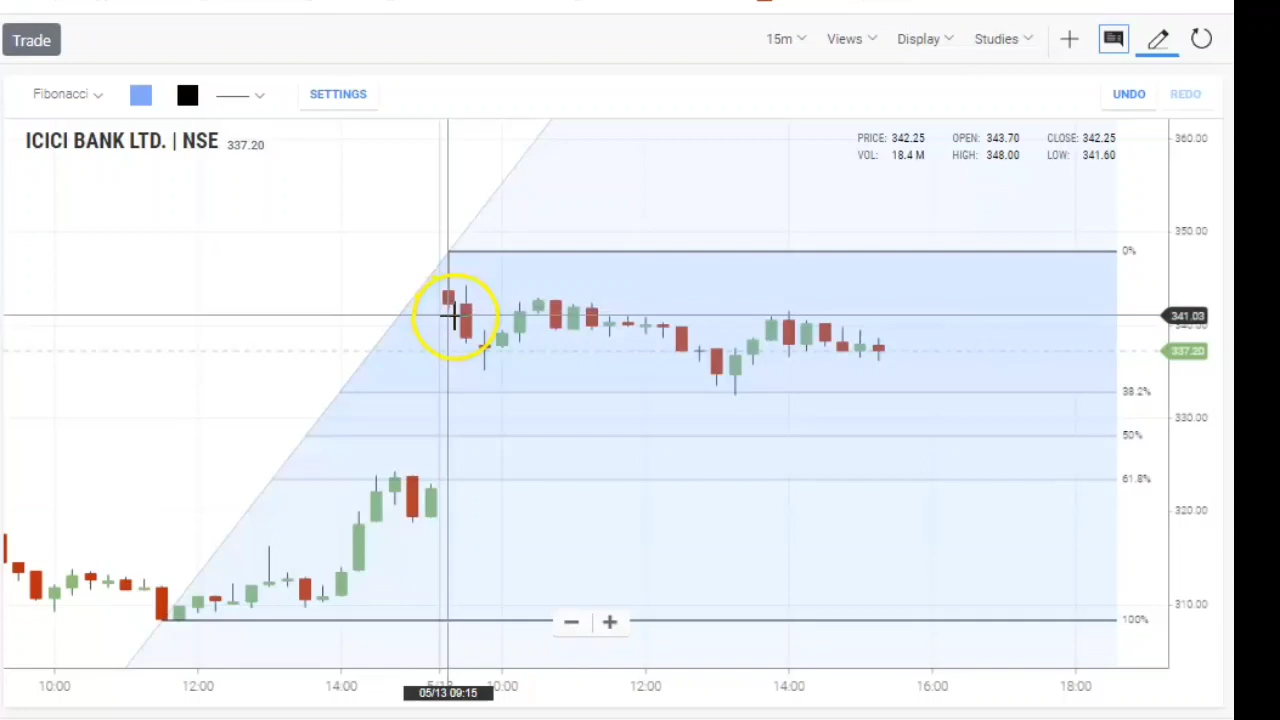 Trade 15m Views Display Studies
Fibonacci SETTINGS UNDO REDO
ICICI BANK LTD. | NSE 337.20
PRICE: 342.25 OPEN: 343.70 CLOSE: 342.25
VOL: 18.4 M HIGH: 348.00 LOW: 341.60
360.00
350.00
0%
341.03
337.20
38.2%
330.00
50%
61.8%
320.00
310.00
100%
10:00 12:00 14:00 10:00 12:00 14:00 16:00 18:00
05/13 09:15